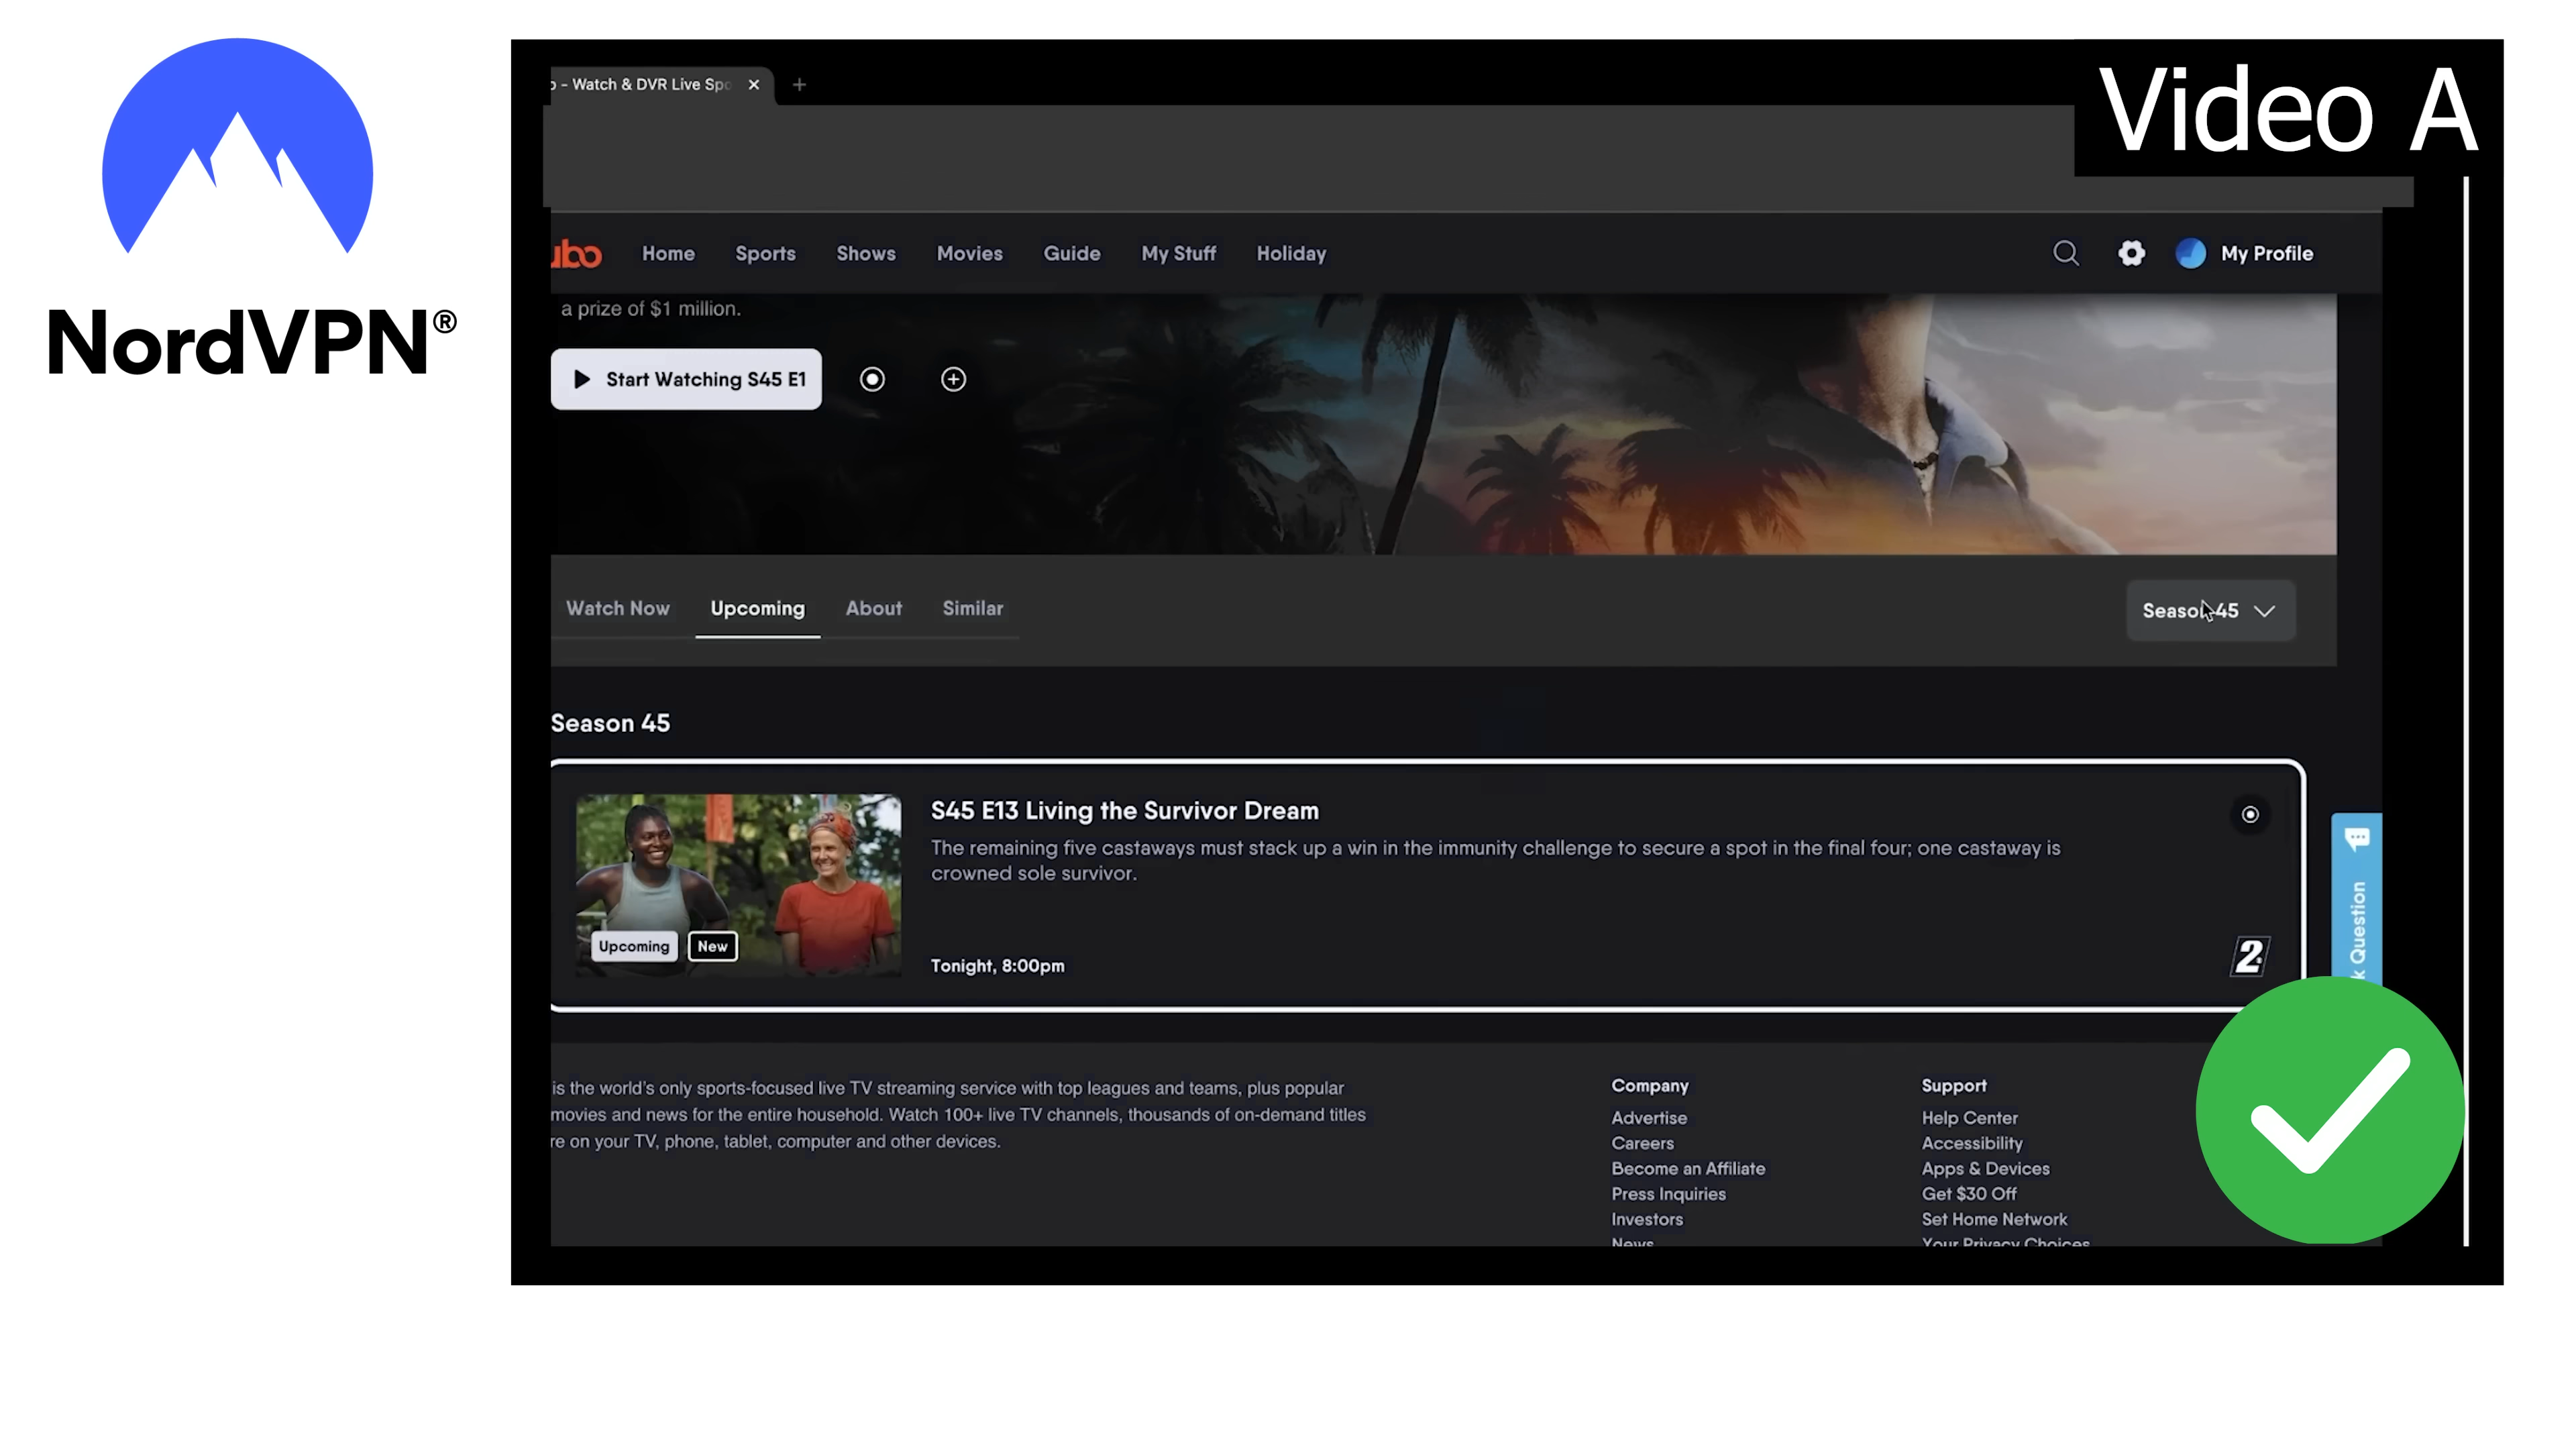 NordVPN®
Video A
- Watch & DVR Live Spo
ubo
Home
Sports
Shows
Movies
Guide
My Stuff
Holiday
My Profile
a prize of $1 million.
Start Watching S45 E1
Watch Now
Upcoming
About
Similar
Season 45
Season 45
S45 E13 Living the Survivor Dream
The remaining five castaways must stack up a win in the immunity challenge to secure a spot in the final four; one castaway is
crowned sole survivor.
Upcoming
New
Tonight, 8:00pm
2
k Question
is the world's only sports-focused live TV streaming service with top leagues and teams, plus popular
movies and news for the entire household. Watch 100+ live TV channels, thousands of on-demand titles
re on your TV, phone, tablet, computer and other devices.
Company
Advertise
Careers
Become an Affiliate
Press Inquiries
Investors
News
Support
Help Center
Accessibility
Apps & Devices
Get $30 Off
Set Home Network
Your Privacy Choices